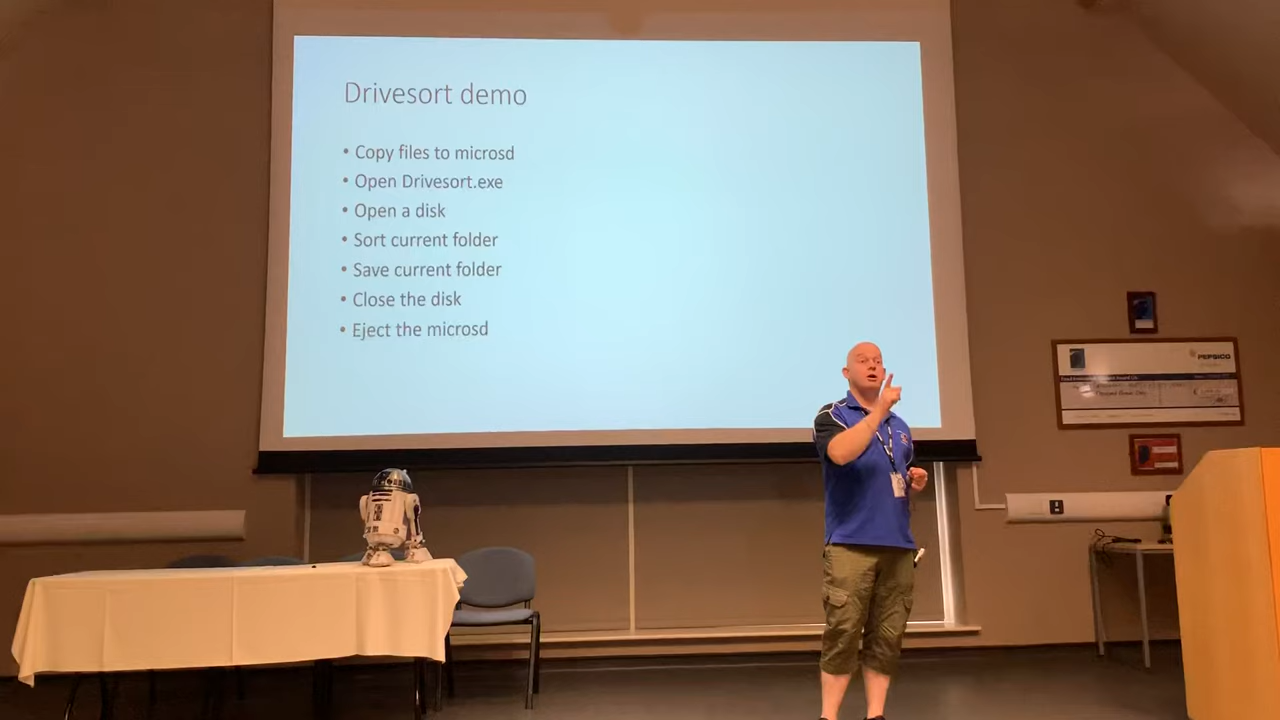 Drivesort demo
• Copy files to microsd
• Open Drivesort.exe
• Open a disk
• Sort current folder
• Save current folder
• Close the disk
• Eject the microsd
PEPSICO